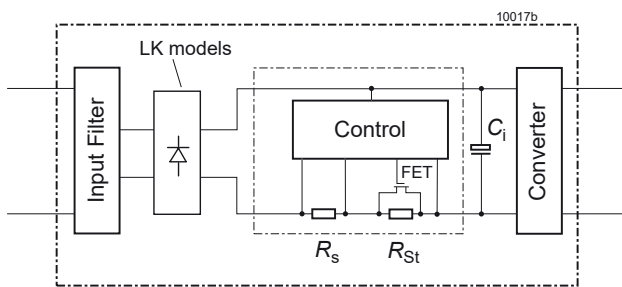 10017b
LK models
Input Filter
Control
FET
Ci
Converter
Rs
RSt